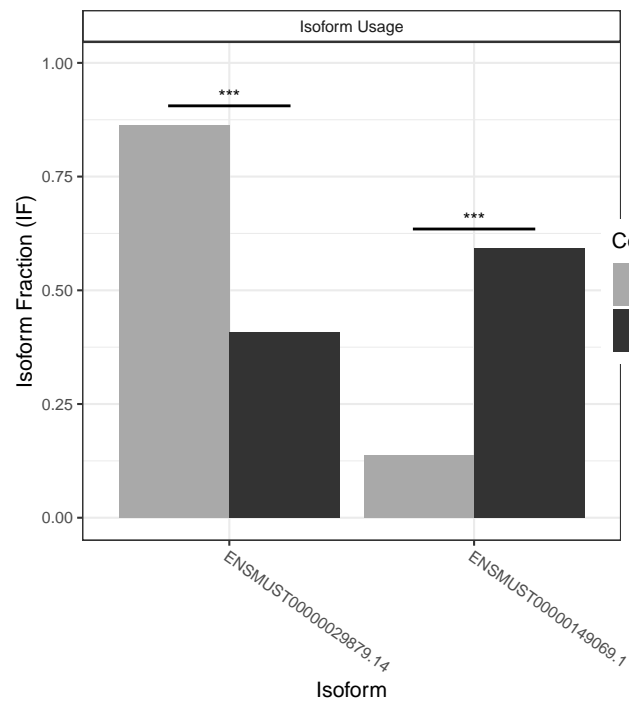 Isoform Usage
1.00
0.75
0.50
0.25
0.00
Isoform Fraction (IF)
***
***
ENSMUST00000029879.14
ENSMUST00000149069.1
Isoform